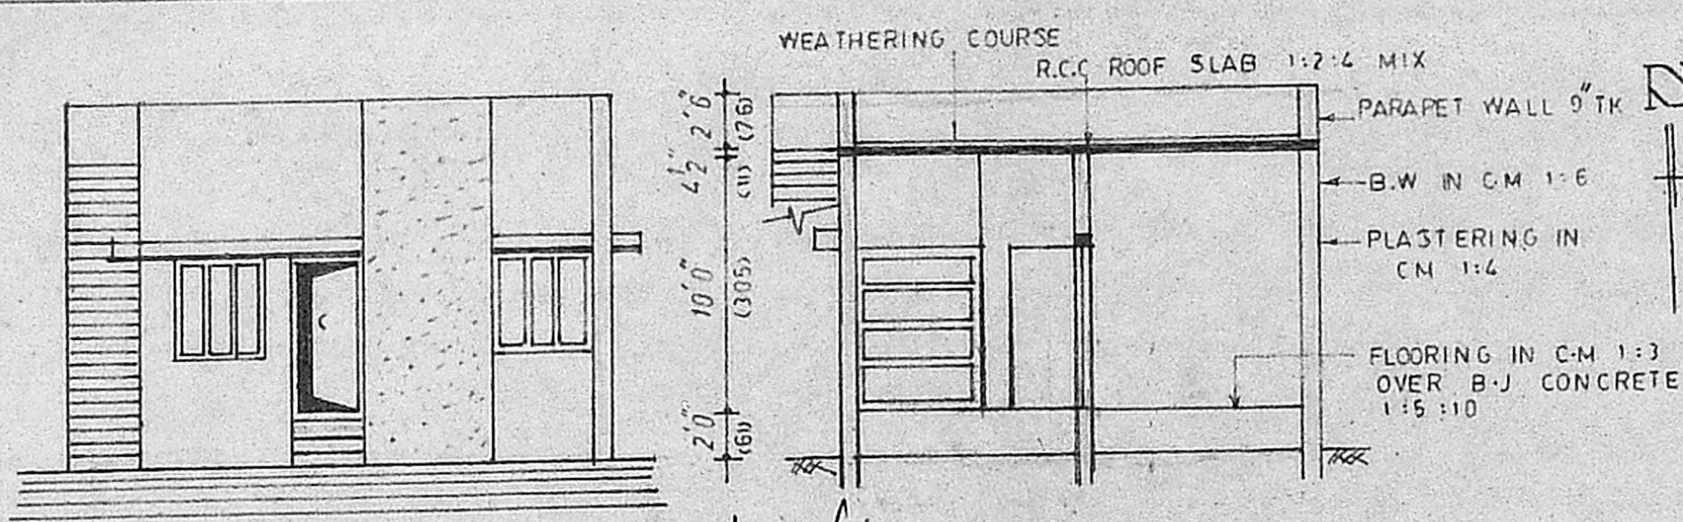 WEATHERING COURSE
R.C.C ROOF SLAB 1:2:4 MIX
PARAPET WALL 9" TK
B.W IN C.M 1:6
PLASTERING IN
CM 1:4
FLOORING IN C.M 1:3
OVER B.J CONCRETE
1:5:10
2'6"
(76)
4½"
(11)
10'0"
(305)
2'0"
(61)
N